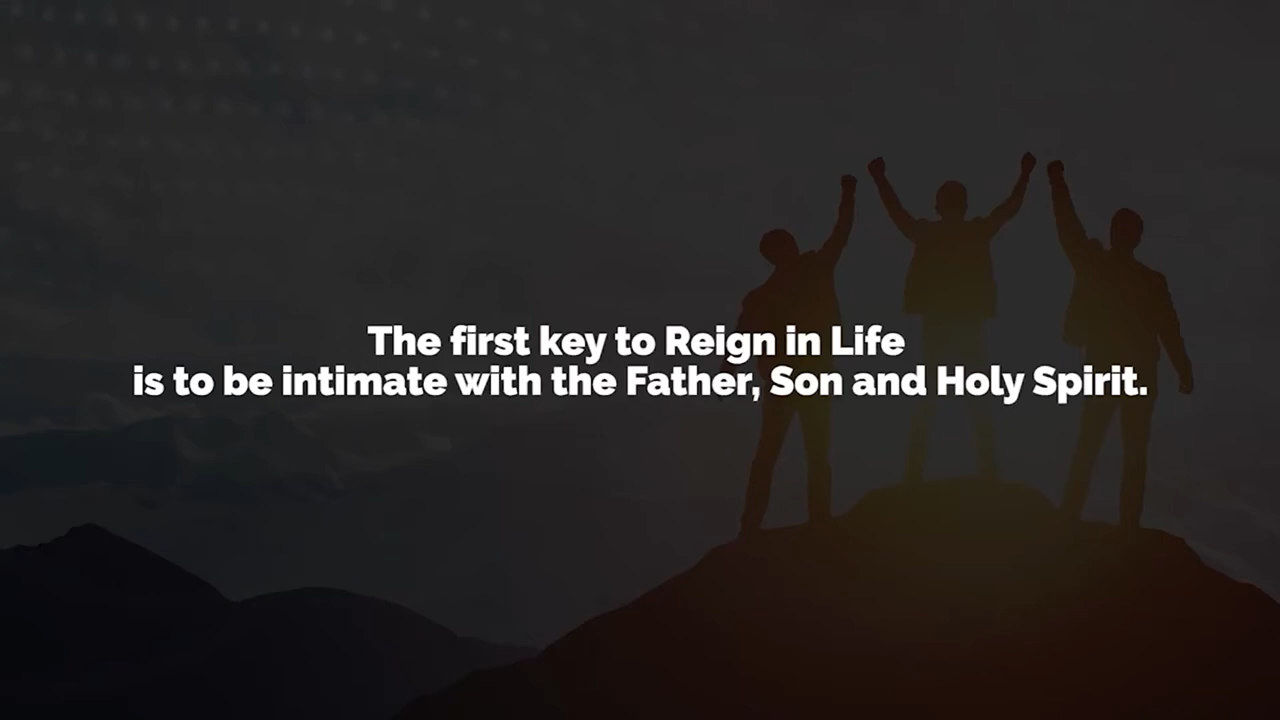 The first key to Reign in Life
is to be intimate with the Father, Son and Holy Spirit.